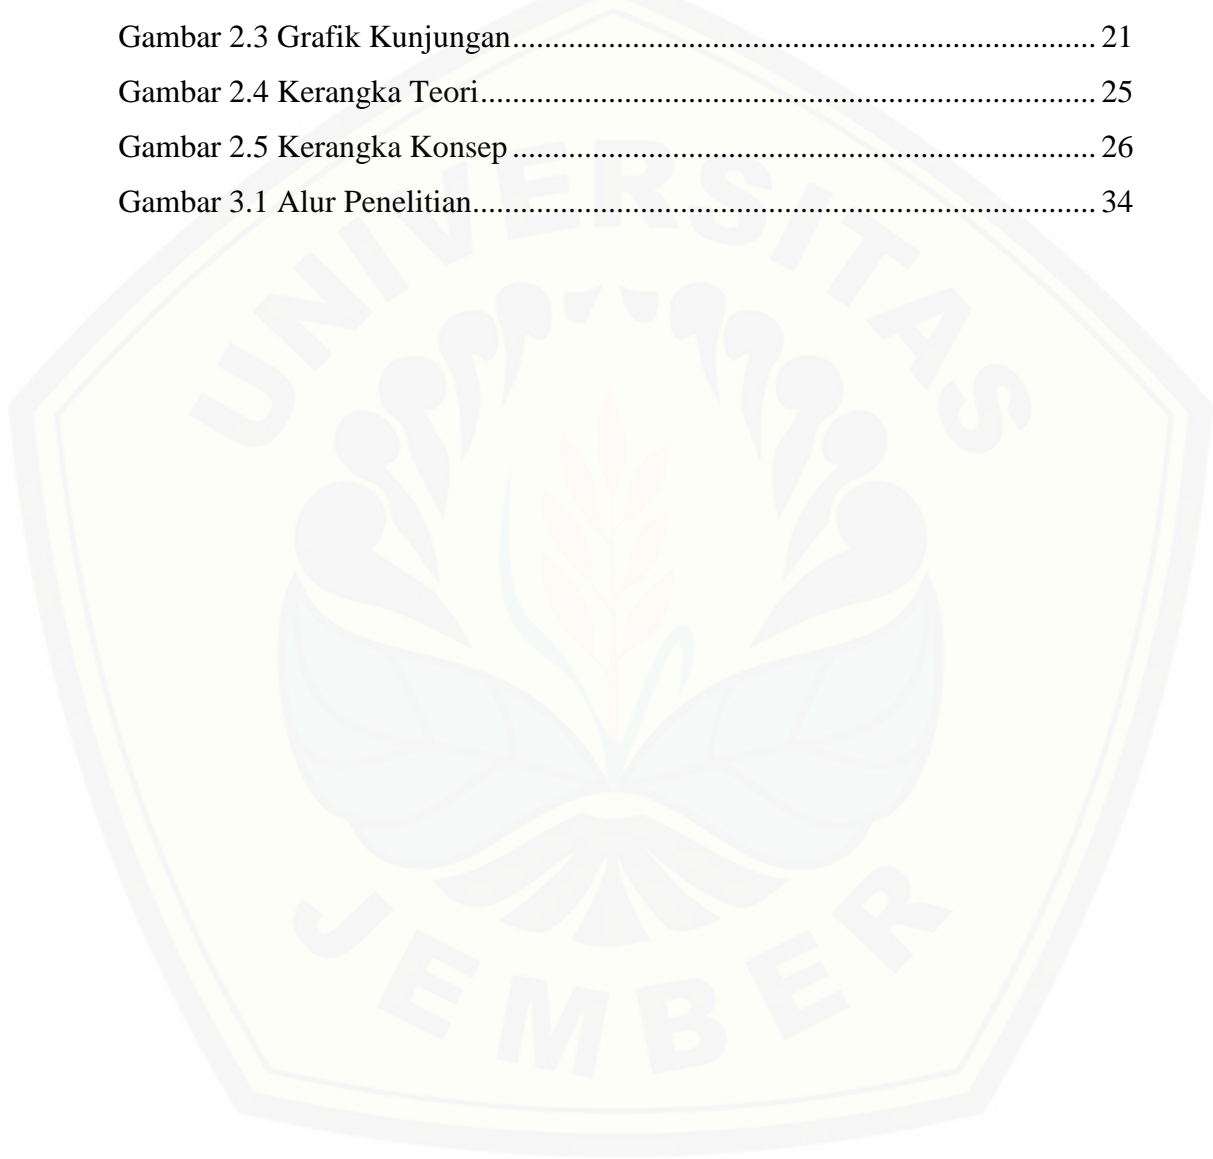 Gambar 2.3 Grafik Kunjungan.......................................................................... 21
Gambar 2.4 Kerangka Teori.............................................................................. 25
Gambar 2.5 Kerangka Konsep .......................................................................... 26
Gambar 3.1 Alur Penelitian............................................................................... 34
UNIVERSITAS
JEMBER